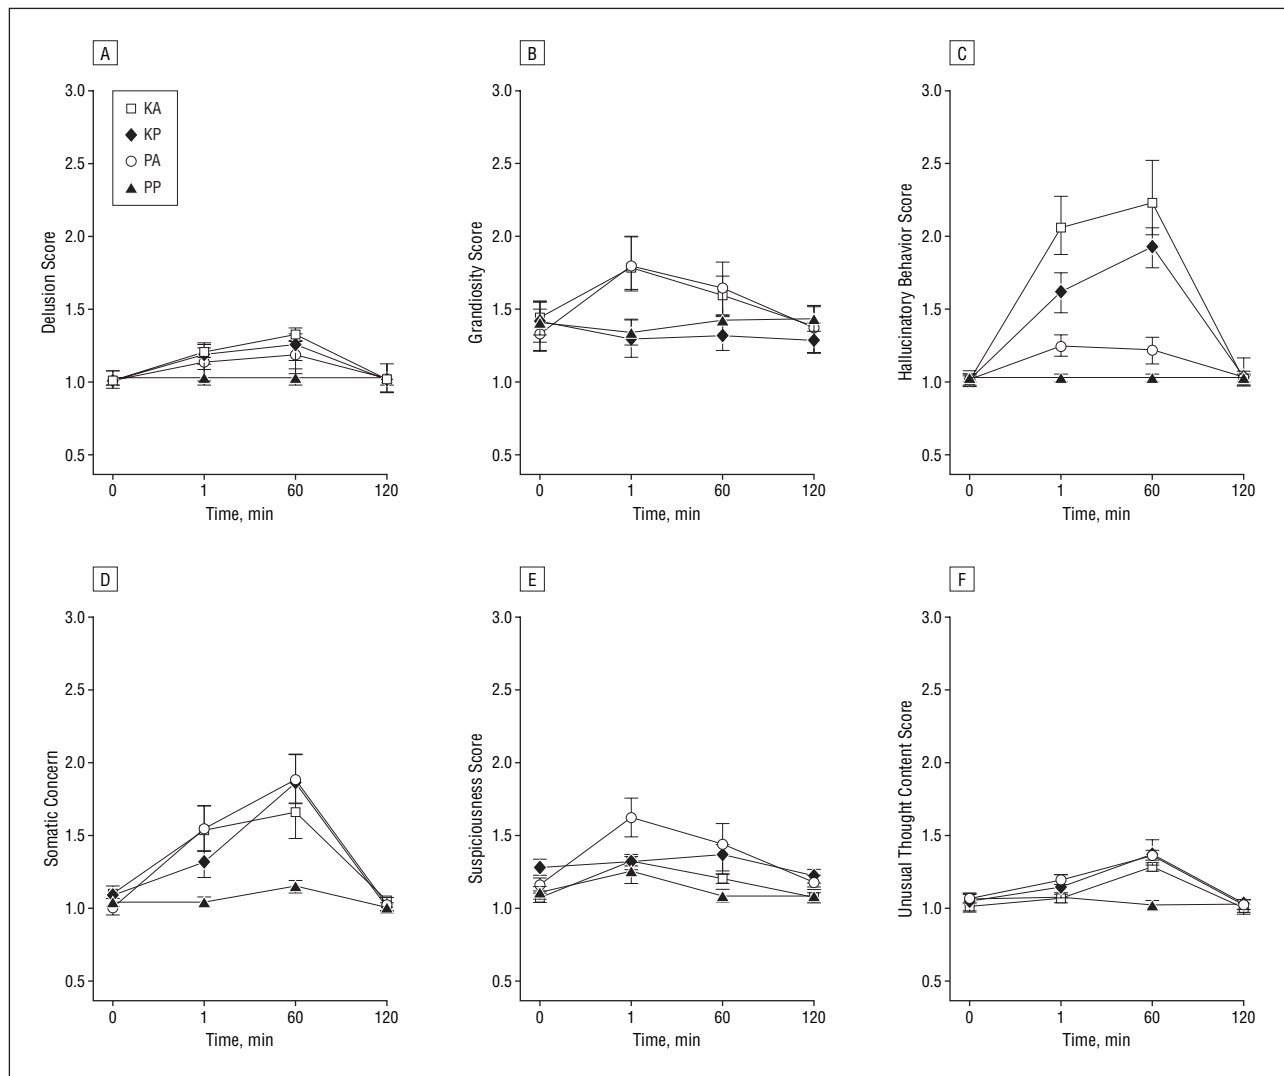 A
3.0
2.5
2.0
1.5
1.0
0.5
Delusion Score
KA
KP
PA
PP
0 1 60 120
Time, min
B
3.0
2.5
2.0
1.5
1.0
0.5
Grandiosity Score
0 1 60 120
Time, min
C
3.0
2.5
2.0
1.5
1.0
0.5
Hallucinatory Behavior Score
0 1 60 120
Time, min
D
3.0
2.5
2.0
1.5
1.0
0.5
Somatic Concern
0 1 60 120
Time, min
E
3.0
2.5
2.0
1.5
1.0
0.5
Suspiciousness Score
0 1 60 120
Time, min
F
3.0
2.5
2.0
1.5
1.0
0.5
Unusual Thought Content Score
0 1 60 120
Time, min